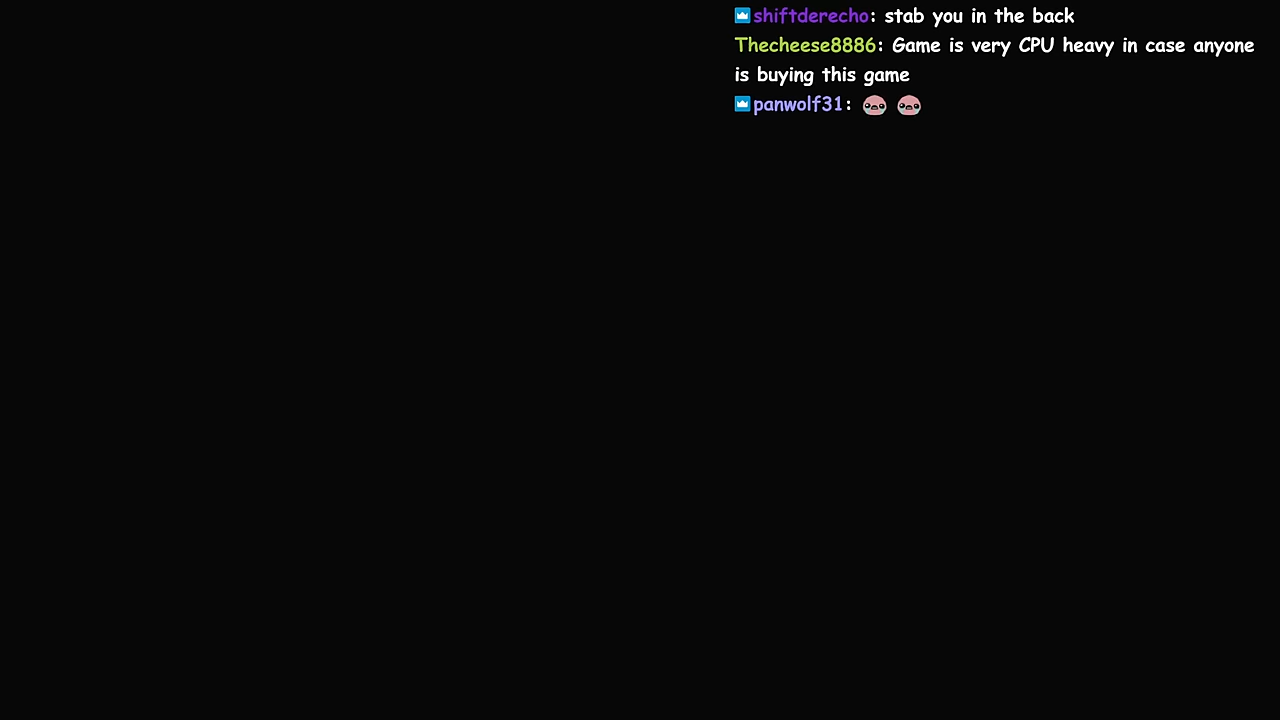 shiftderecho: stab you in the back
Thecheese8886: Game is very CPU heavy in case anyone
is buying this game
panwolf31: